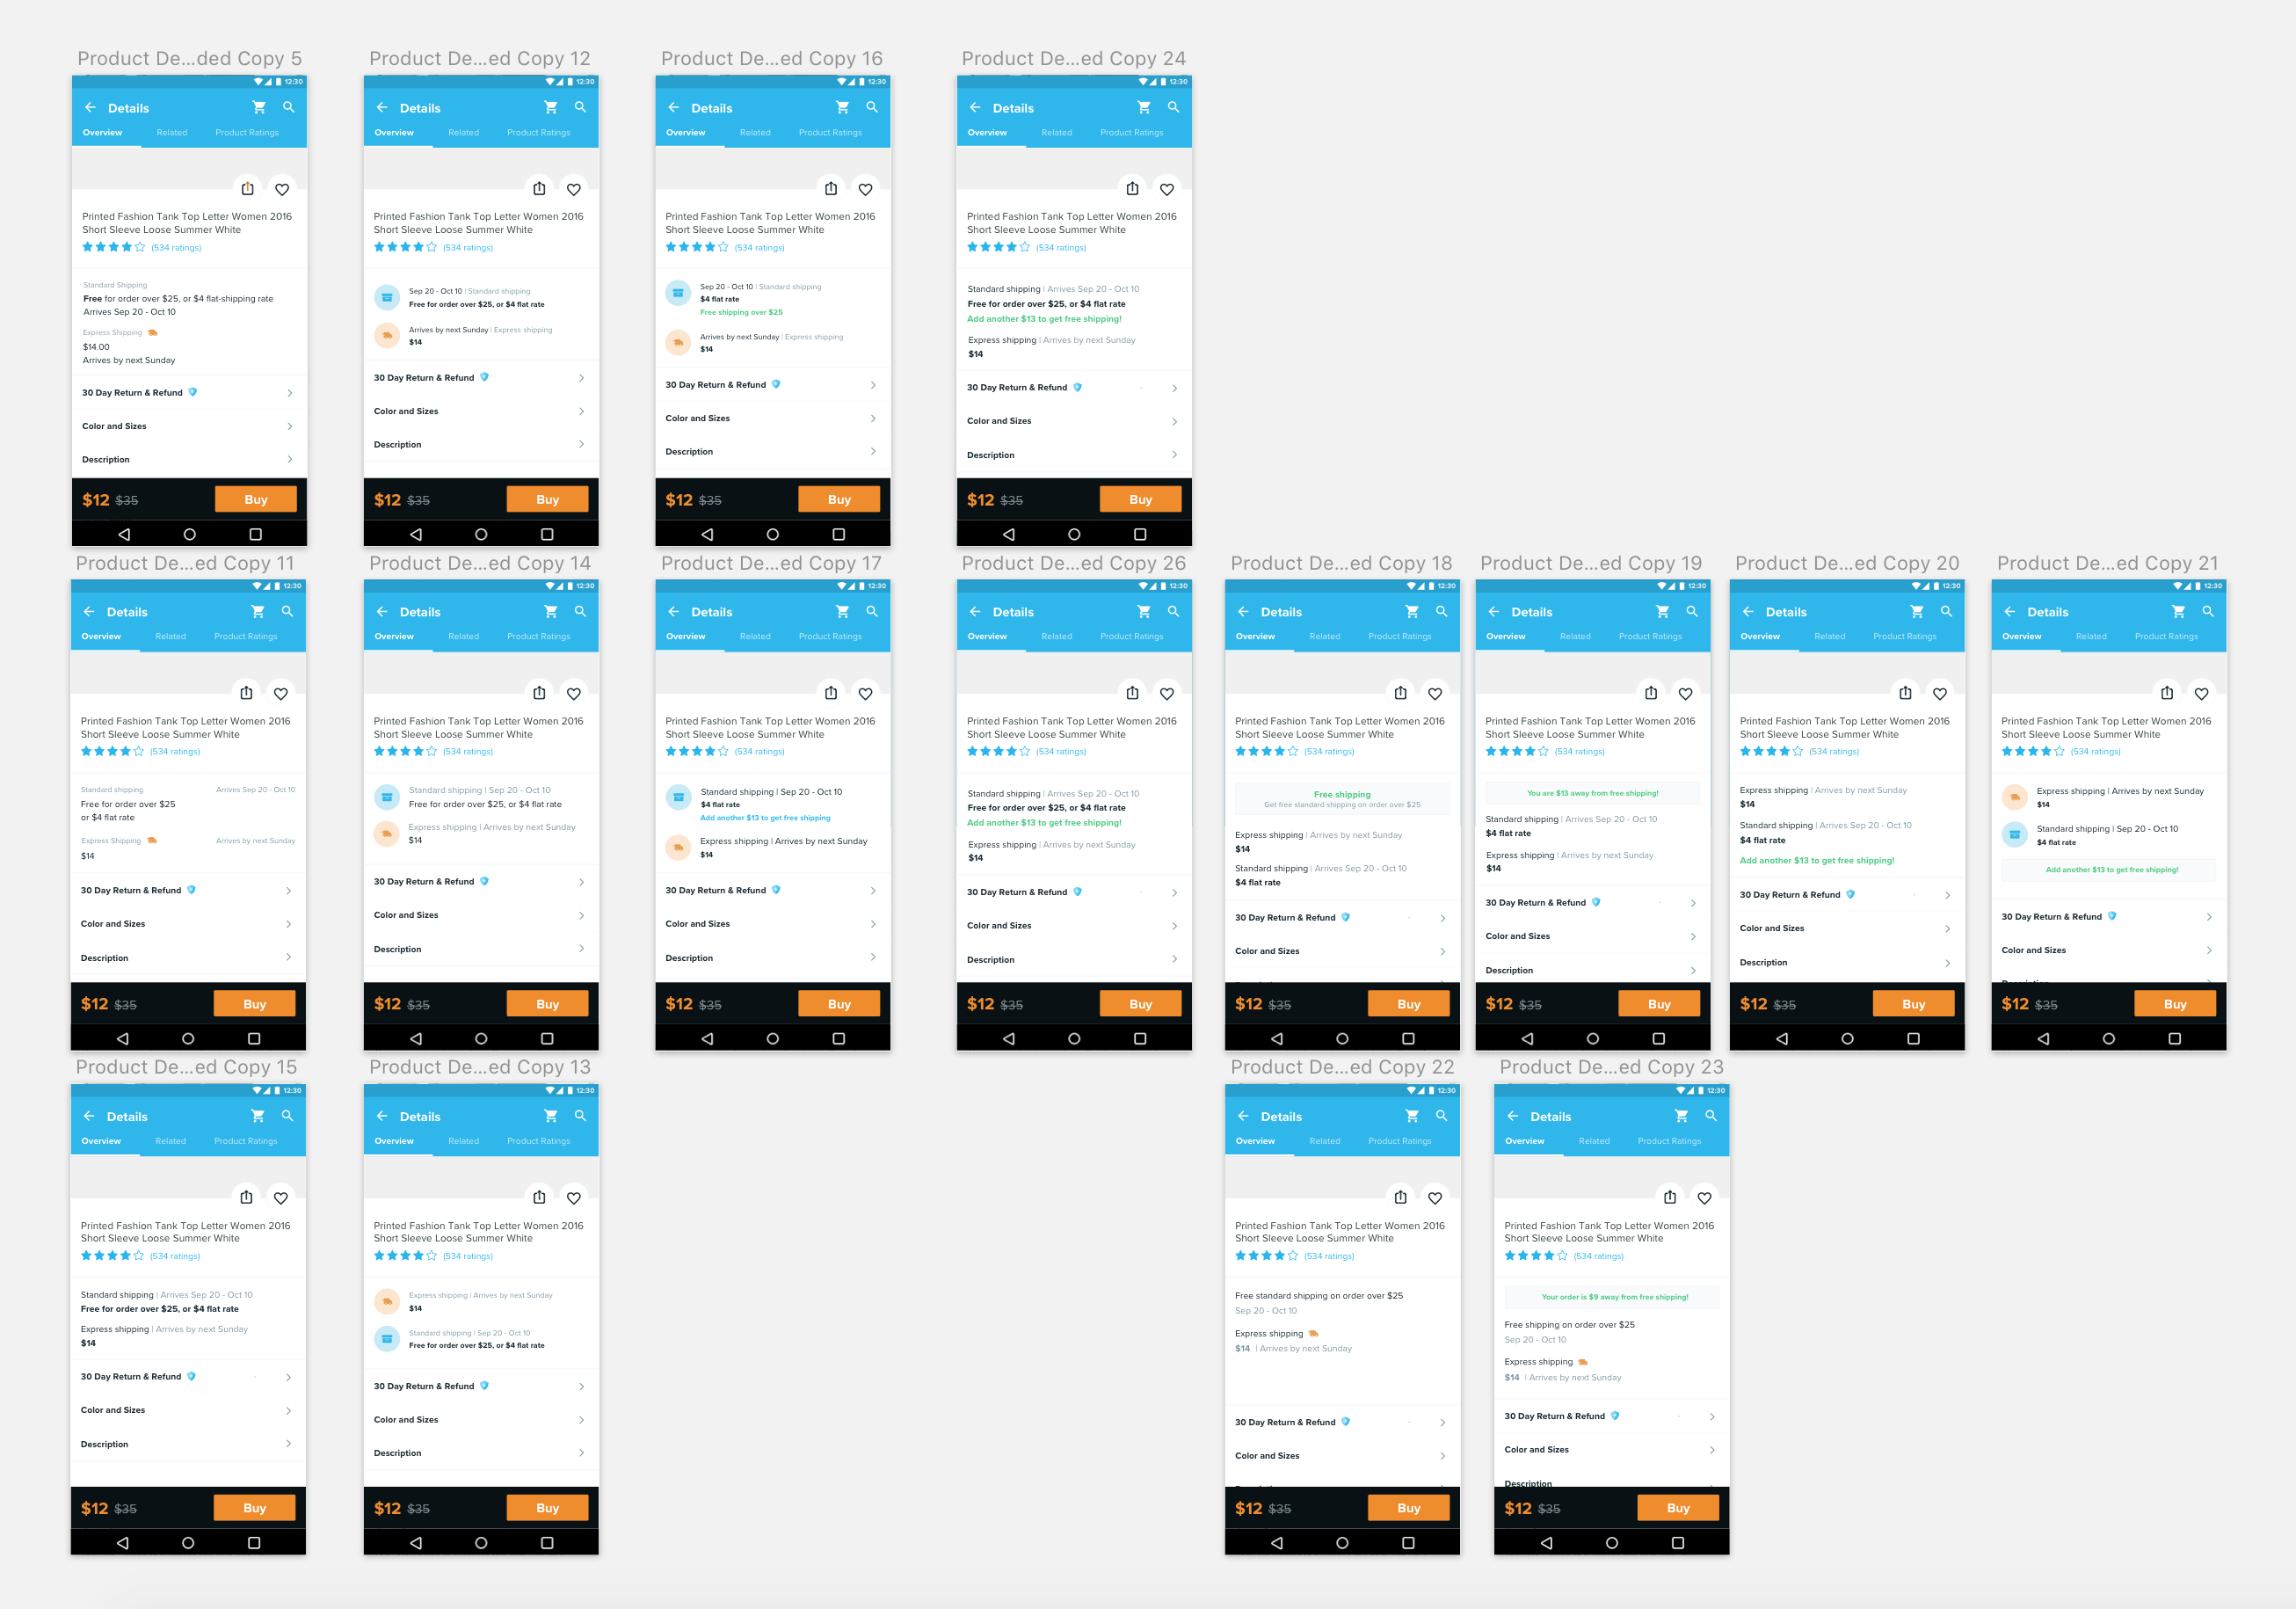 Product De...ded Copy 5
12:30
Details
Overview Related Product Ratings
Printed Fashion Tank Top Letter Women 2016
Short Sleeve Loose Summer White
(534 ratings)
Standard Shipping
Free for order over $25, or $4 flat-shipping rate
Arrives Sep 20 - Oct 10
Express Shipping
$14.00
Arrives by next Sunday
30 Day Return & Refund
Color and Sizes
Description
$12 $35 Buy
Product De...ed Copy 12
12:30
Details
Overview Related Product Ratings
Printed Fashion Tank Top Letter Women 2016
Short Sleeve Loose Summer White
(534 ratings)
Sep 20 - Oct 10 | Standard shipping
Free for order over $25, or $4 flat rate
Arrives by next Sunday | Express shipping
$14
30 Day Return & Refund
Color and Sizes
Description
$12 $35 Buy
Product De...ed Copy 16
12:30
Details
Overview Related Product Ratings
Printed Fashion Tank Top Letter Women 2016
Short Sleeve Loose Summer White
(534 ratings)
Sep 20 - Oct 10 | Standard shipping
$4 flat rate
Free shipping over $25
Arrives by next Sunday | Express shipping
$14
30 Day Return & Refund
Color and Sizes
Description
$12 $35 Buy
Product De...ed Copy 24
12:30
Details
Overview Related Product Ratings
Printed Fashion Tank Top Letter Women 2016
Short Sleeve Loose Summer White
(534 ratings)
Standard shipping | Arrives Sep 20 - Oct 10
Free for order over $25, or $4 flat rate
Add another $13 to get free shipping!
Express shipping | Arrives by next Sunday
$14
30 Day Return & Refund
Color and Sizes
Description
$12 $35 Buy
Product De...ed Copy 11
12:30
Details
Overview Related Product Ratings
Printed Fashion Tank Top Letter Women 2016
Short Sleeve Loose Summer White
(534 ratings)
Standard shipping Arrives Sep 20 - Oct 10
Free for order over $25
or $4 flat rate
Express Shipping Arrives by next Sunday
$14
30 Day Return & Refund
Color and Sizes
Description
$12 $35 Buy
Product De...ed Copy 14
12:30
Details
Overview Related Product Ratings
Printed Fashion Tank Top Letter Women 2016
Short Sleeve Loose Summer White
(534 ratings)
Standard shipping | Sep 20 - Oct 10
Free for order over $25, or $4 flat rate
Express shipping | Arrives by next Sunday
$14
30 Day Return & Refund
Color and Sizes
Description
$12 $35 Buy
Product De...ed Copy 17
12:30
Details
Overview Related Product Ratings
Printed Fashion Tank Top Letter Women 2016
Short Sleeve Loose Summer White
(534 ratings)
Standard shipping | Sep 20 - Oct 10
$4 flat rate
Add another $13 to get free shipping
Express shipping | Arrives by next Sunday
$14
30 Day Return & Refund
Color and Sizes
Description
$12 $35 Buy
Product De...ed Copy 26
12:30
Details
Overview Related Product Ratings
Printed Fashion Tank Top Letter Women 2016
Short Sleeve Loose Summer White
(534 ratings)
Standard shipping | Arrives Sep 20 - Oct 10
Free for order over $25, or $4 flat rate
Add another $13 to get free shipping!
Express shipping | Arrives by next Sunday
$14
30 Day Return & Refund
Color and Sizes
Description
$12 $35 Buy
Product De...ed Copy 18
12:30
Details
Overview Related Product Ratings
Printed Fashion Tank Top Letter Women 2016
Short Sleeve Loose Summer White
(534 ratings)
Free shipping
Get free standard shipping on order over $25
Express shipping | Arrives by next Sunday
$14
Standard shipping | Arrives Sep 20 - Oct 10
$4 flat rate
30 Day Return & Refund
Color and Sizes
$12 $35 Buy
Product De...ed Copy 19
12:30
Details
Overview Related Product Ratings
Printed Fashion Tank Top Letter Women 2016
Short Sleeve Loose Summer White
(534 ratings)
You are $13 away from free shipping!
Standard shipping | Arrives Sep 20 - Oct 10
$4 flat rate
Express shipping | Arrives by next Sunday
$14
30 Day Return & Refund
Color and Sizes
Description
$12 $35 Buy
Product De...ed Copy 20
12:30
Details
Overview Related Product Ratings
Printed Fashion Tank Top Letter Women 2016
Short Sleeve Loose Summer White
(534 ratings)
Express shipping | Arrives by next Sunday
$14
Standard shipping | Arrives Sep 20 - Oct 10
$4 flat rate
Add another $13 to get free shipping!
30 Day Return & Refund
Color and Sizes
Description
$12 $35 Buy
Product De...ed Copy 21
12:30
Details
Overview Related Product Ratings
Printed Fashion Tank Top Letter Women 2016
Short Sleeve Loose Summer White
(534 ratings)
Express shipping | Arrives by next Sunday
$14
Standard shipping | Sep 20 - Oct 10
$4 flat rate
Add another $13 to get free shipping!
30 Day Return & Refund
Color and Sizes
$12 $35 Buy
Product De...ed Copy 15
12:30
Details
Overview Related Product Ratings
Printed Fashion Tank Top Letter Women 2016
Short Sleeve Loose Summer White
(534 ratings)
Standard shipping | Arrives Sep 20 - Oct 10
Free for order over $25, or $4 flat rate
Express shipping | Arrives by next Sunday
$14
30 Day Return & Refund
Color and Sizes
Description
$12 $35 Buy
Product De...ed Copy 13
12:30
Details
Overview Related Product Ratings
Printed Fashion Tank Top Letter Women 2016
Short Sleeve Loose Summer White
(534 ratings)
Express shipping | Arrives by next Sunday
$14
Standard shipping | Sep 20 - Oct 10
Free for order over $25, or $4 flat rate
30 Day Return & Refund
Color and Sizes
Description
$12 $35 Buy
Product De...ed Copy 22
12:30
Details
Overview Related Product Ratings
Printed Fashion Tank Top Letter Women 2016
Short Sleeve Loose Summer White
(534 ratings)
Free standard shipping on order over $25
Sep 20 - Oct 10
Express shipping
$14 | Arrives by next Sunday
30 Day Return & Refund
Color and Sizes
$12 $35 Buy
Product De...ed Copy 23
12:30
Details
Overview Related Product Ratings
Printed Fashion Tank Top Letter Women 2016
Short Sleeve Loose Summer White
(534 ratings)
Your order is $9 away from free shipping!
Free shipping on order over $25
Sep 20 - Oct 10
Express shipping
$14 | Arrives by next Sunday
30 Day Return & Refund
Color and Sizes
Description
$12 $35 Buy